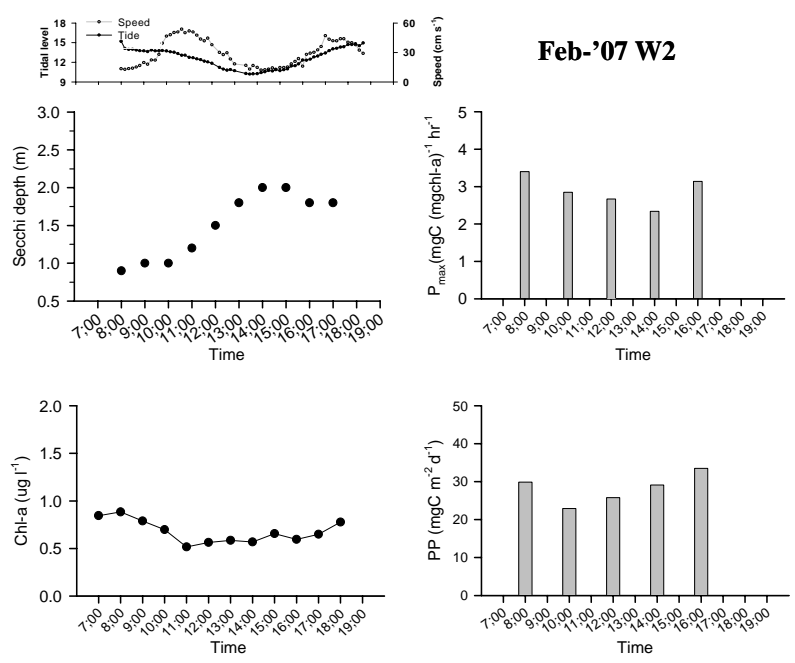 18
15
12
9
Tidal level
Speed
Tide
60
30
0
Speed (cm s-1)
Feb-’07 W2
3.0
2.5
2.0
1.5
1.0
0.5
Secchi depth (m)
7;00 8;00 9;00 10;00 11;00 12;00 13;00 14;00 15;00 16;00 17;00 18;00 19;00
Time
5
4
3
2
1
0
Pmax(mgC (mgchl-a)-1 hr-1
7;00 8;00 9;00 10;00 11;00 12;00 13;00 14;00 15;00 16;00 17;00 18;00 19;00
Time
2.0
1.5
1.0
0.5
0.0
Chl-a (ug l-1)
7;00 8;00 9;00 10;00 11;00 12;00 13;00 14;00 15;00 16;00 17;00 18;00 19;00
Time
50
40
30
20
10
0
PP (mgC m-2 d-1)
7;00 8;00 9;00 10;00 11;00 12;00 13;00 14;00 15;00 16;00 17;00 18;00 19;00
Time